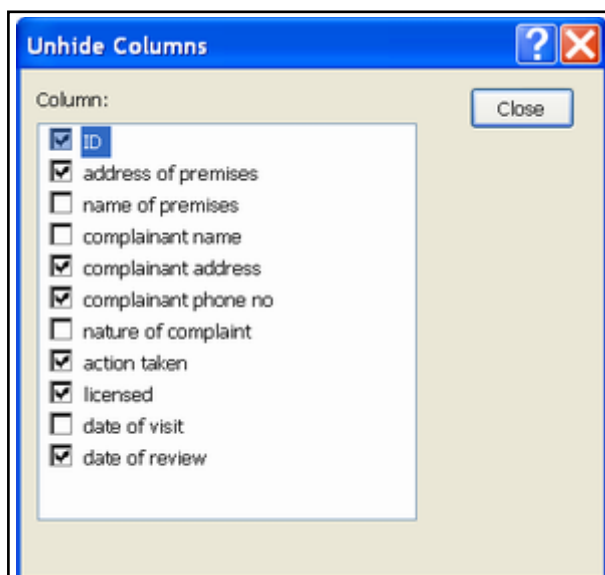 Unhide Columns
Column:
Close
ID
address of premises
name of premises
complainant name
complainant address
complainant phone no
nature of complaint
action taken
licensed
date of visit
date of review